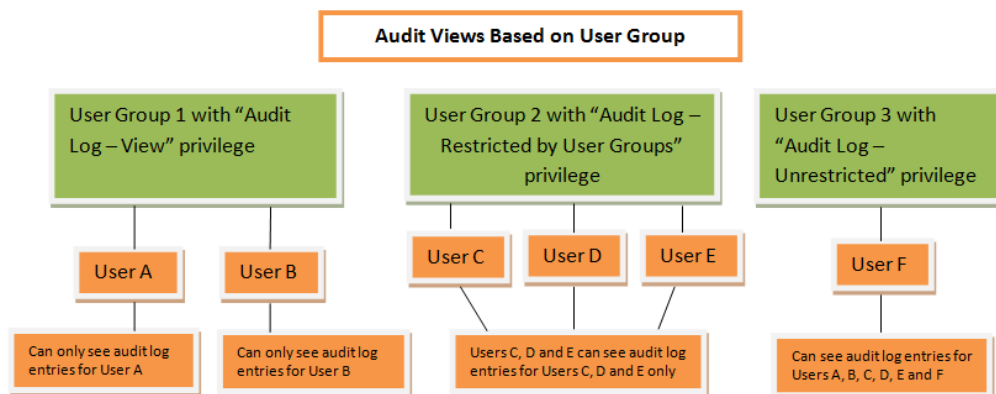 Audit Views Based on User Group
User Group 1 with “Audit
Log – View” privilege
User Group 2 with “Audit Log –
Restricted by User Groups”
privilege
User Group 3 with
“Audit Log –
Unrestricted” privilege
User A
User B
User C
User D
User E
User F
Can only see audit log
entries for User A
Can only see audit log
entries for User B
Users C, D and E can see audit log
entries for Users C, D and E only
Can see audit log entries for
Users A, B, C, D, E and F